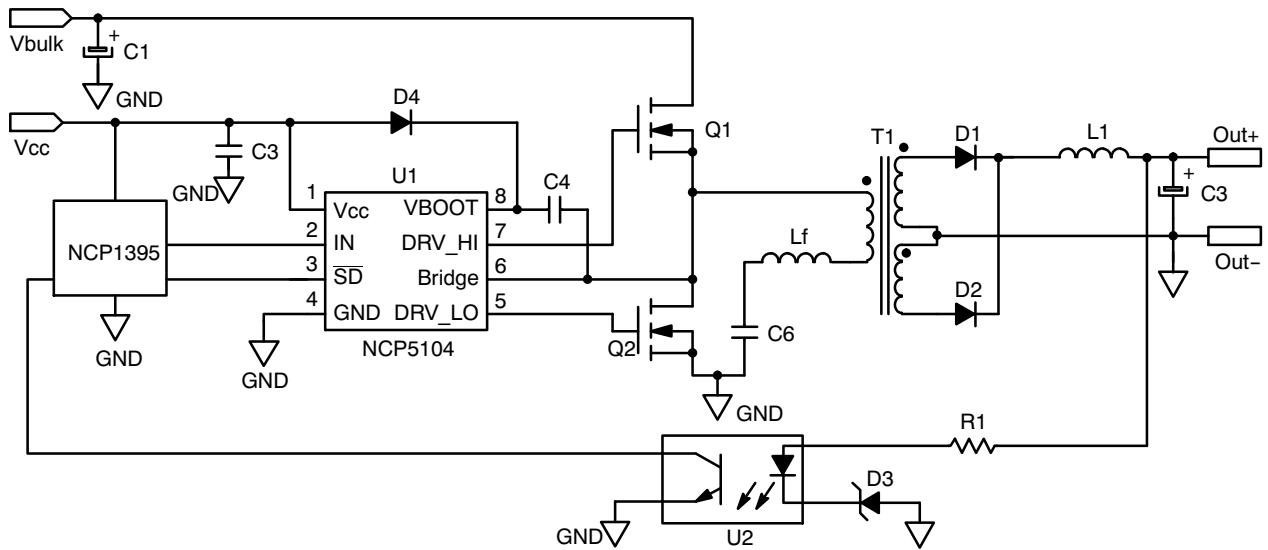 Vbulk
+
C1
GND
D4
Q1
Vcc
C3
GND
U1
C4
T1
D1
L1
Out+
+
C3
Out−
1
Vcc
VBOOT
8
NCP1395
2
IN
DRV_HI
7
Lf
3
SD
Bridge
6
4
GND
DRV_LO
5
D2
GND
NCP5104
Q2
C6
GND
GND
R1
D3
GND
U2